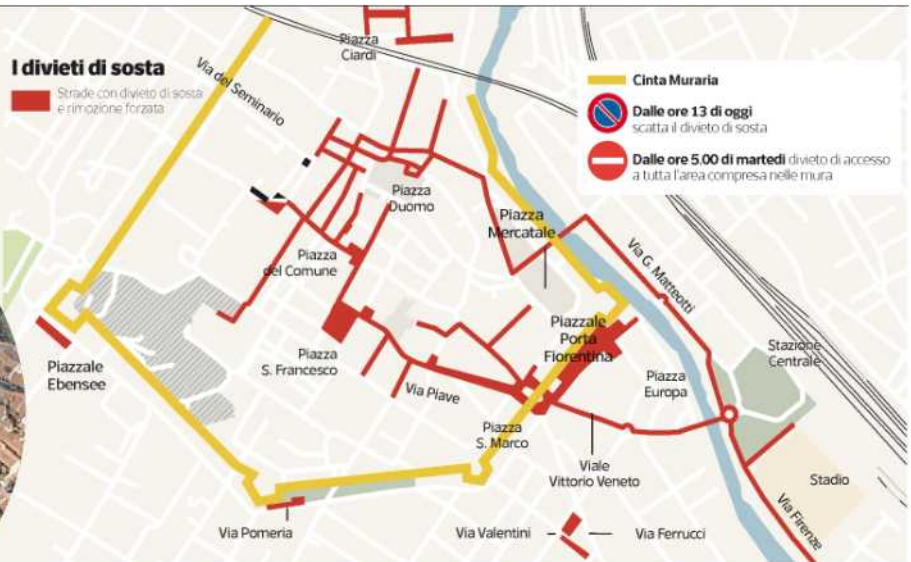 I divieti di sosta
Strade con divieto di sosta
e rimozione forzata
Via del Seminario
Piazza
Ciardi
Cinta Muraria
Dalle ore 13 di oggi
scatta il divieto di sosta
Dalle ore 5,00 di martedì divieto di accesso
a tutta l'area compresa nelle mura
Piazza
Duomo
Piazza
Mercatale
Piazza
del Comune
Via G. Matteotti
Piazzale
Porta
Fiorentina
Piazza
S. Francesco
Stazione
Centrale
Piazzale
Ebensee
Piazza
Europa
Via Piave
Piazza
S. Marco
Viale
Vittorio Veneto
Stadio
Via Firenze
Via Pomeria
Via Valentini
Via Ferrucci